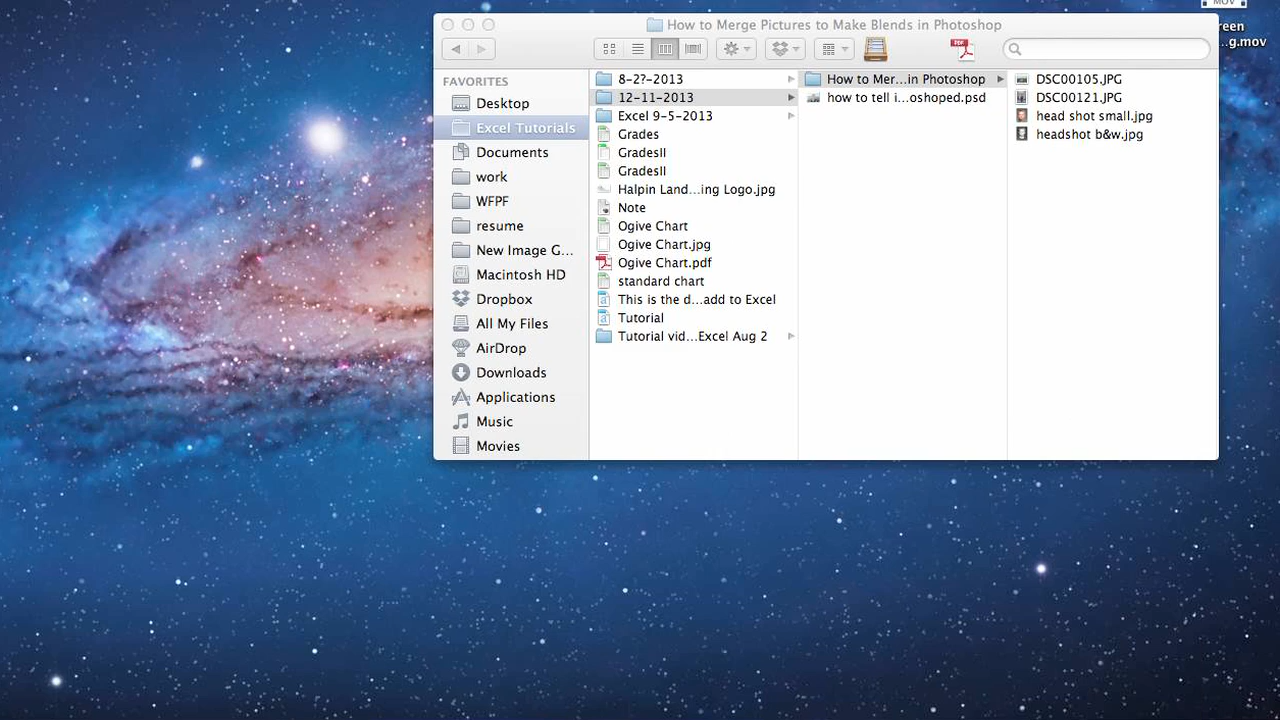 MOV
reen
...g.mov
How to Merge Pictures to Make Blends in Photoshop
PDF
FAVORITES
Desktop
Excel Tutorials
Documents
work
WFPF
resume
New Image G...
Macintosh HD
Dropbox
All My Files
AirDrop
Downloads
Applications
Music
Movies
8-2?-2013
12-11-2013
Excel 9-5-2013
Grades
GradesII
GradesII
Halpin Land...ing Logo.jpg
Note
Ogive Chart
Ogive Chart.jpg
Ogive Chart.pdf
standard chart
This is the d...add to Excel
Tutorial
Tutorial vid...Excel Aug 2
How to Mer...in Photoshop
how to tell i...oshoped.psd
DSC00105.JPG
DSC00121.JPG
head shot small.jpg
headshot b&w.jpg